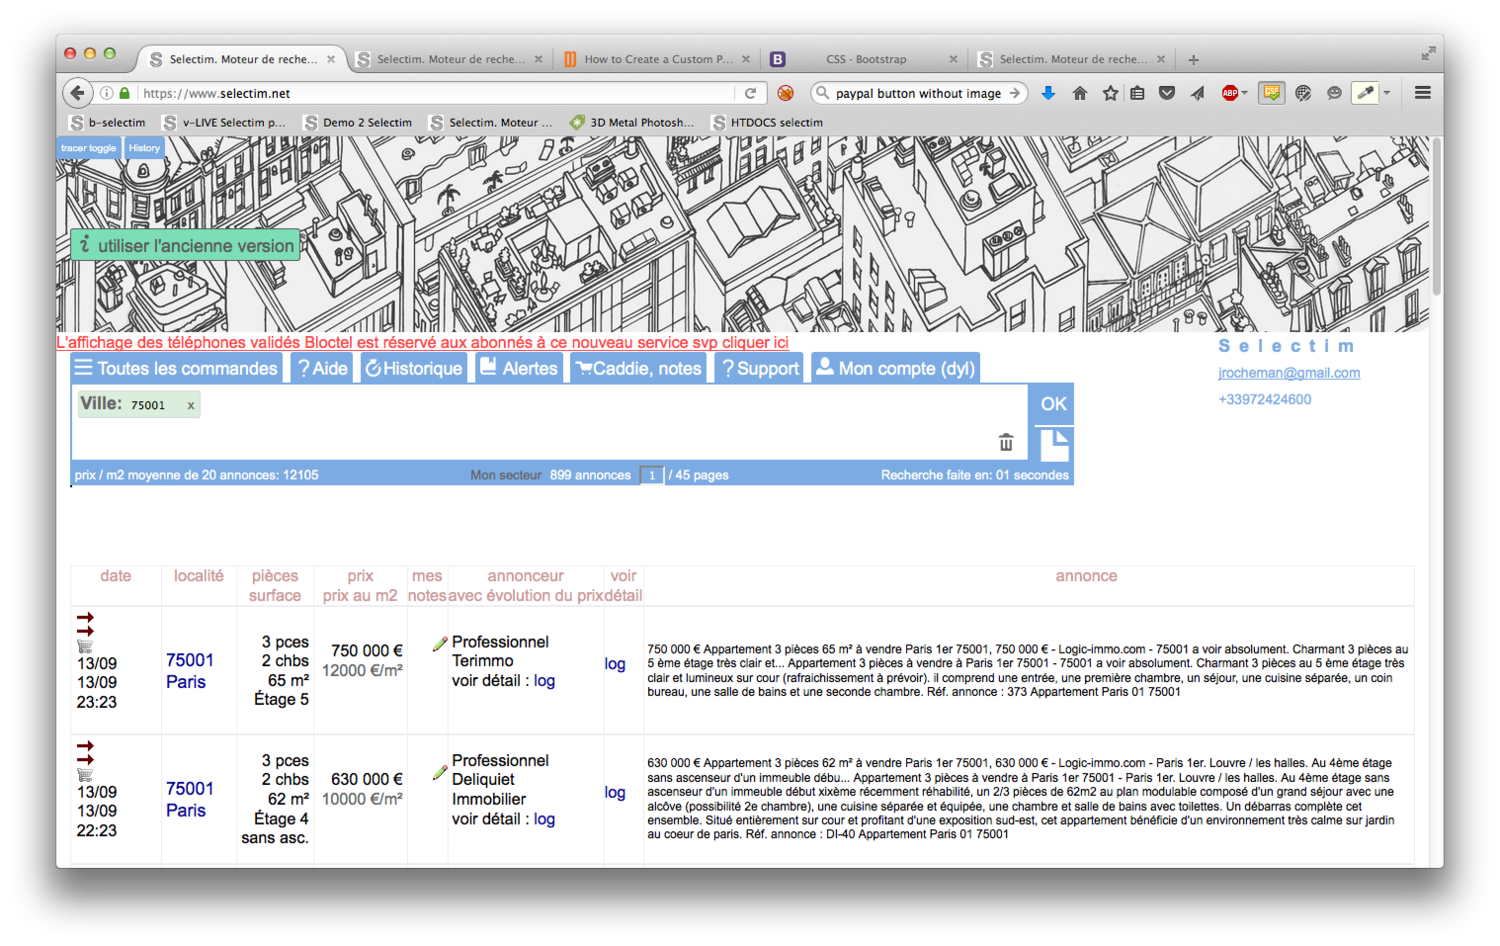 Selectim. Moteur de reche... ×
Selectim. Moteur de reche... ×
How to Create a Custom P... ×
CSS · Bootstrap ×
Selectim. Moteur de reche... ×
https://www.selectim.net
paypal button without image
ABP
b-selectim
v-LIVE Selectim p...
Demo 2 Selectim
Selectim. Moteur ...
3D Metal Photosh...
HTDOCS selectim
tracer toggle
History
i utiliser l'ancienne version
L'affichage des téléphones validés Bloctel est réservé aux abonnés à ce nouveau service svp cliquer ici
Selectim
jrocheman@gmail.com
+33972424600
Toutes les commandes
? Aide
Historique
Alertes
Caddie, notes
? Support
Mon compte (dyl)
Ville: 75001 x
OK
prix / m2 moyenne de 20 annonces: 12105
Mon secteur 899 annonces 1 / 45 pages
Recherche faite en: 01 secondes
date
localité
pièces
surface
prix
prix au m2
mes
notes
annonceur
avec évolution du prix
voir
détail
annonce
13/09
13/09
23:23
75001
Paris
3 pces
2 chbs
65 m²
Étage 5
750 000 €
12000 €/m²
Professionnel
Terimmo
voir détail : log
log
750 000 € Appartement 3 pièces 65 m² à vendre Paris 1er 75001, 750 000 € - Logic-immo.com - 75001 a voir absolument. Charmant 3 pièces au
5 ème étage très clair et... Appartement 3 pièces à vendre à Paris 1er 75001 - 75001 a voir absolument. Charmant 3 pièces au 5 ème étage très
clair et lumineux sur cour (rafraichissement à prévoir). il comprend une entrée, une première chambre, un séjour, une cuisine séparée, un coin
bureau, une salle de bains et une seconde chambre. Réf. annonce : 373 Appartement Paris 01 75001
13/09
13/09
22:23
75001
Paris
3 pces
2 chbs
62 m²
Étage 4
sans asc.
630 000 €
10000 €/m²
Professionnel
Deliquiet
Immobilier
voir détail : log
log
630 000 € Appartement 3 pièces 62 m² à vendre Paris 1er 75001, 630 000 € - Logic-immo.com - Paris 1er. Louvre / les halles. Au 4ème étage
sans ascenseur d'un immeuble débu... Appartement 3 pièces à vendre à Paris 1er 75001 - Paris 1er. Louvre / les halles. Au 4ème étage sans
ascenseur d'un immeuble début xixème récemment réhabilité, un 2/3 pièces de 62m2 au plan modulable composé d'un grand séjour avec une
alcôve (possibilité 2e chambre), une cuisine séparée et équipée, une chambre et salle de bains avec toilettes. Un débarras complète cet
ensemble. Situé entièrement sur cour et profitant d'une exposition sud-est, cet appartement bénéficie d'un environnement très calme sur jardin
au coeur de paris. Réf. annonce : DI-40 Appartement Paris 01 75001